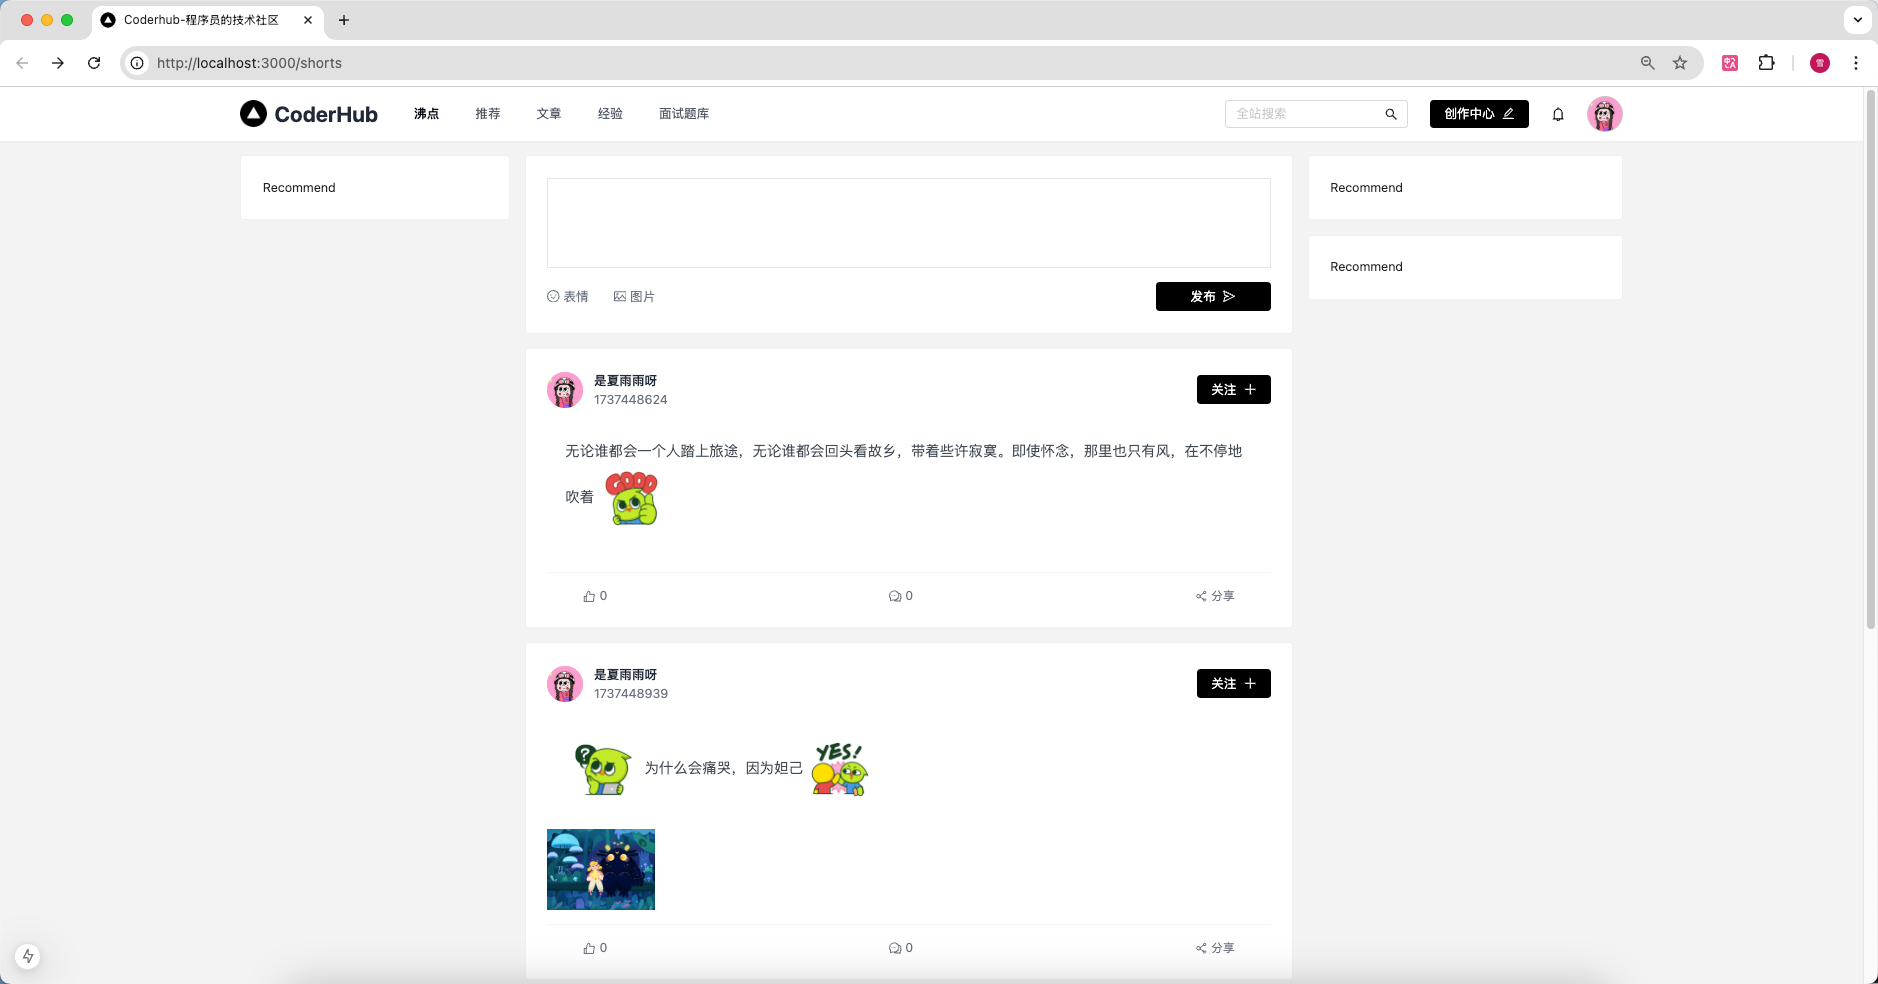 Coderhub-程序员的技术社区
http://localhost:3000/shorts
雪
CoderHub
沸点
推荐
文章
经验
面试题库
全站搜索
创作中心
Recommend
表情
图片
发布
Recommend
Recommend
是夏雨雨呀
1737448624
关注
无论谁都会一个人踏上旅途，无论谁都会回头看故乡，带着些许寂寞。即使怀念，那里也只有风，在不停地
吹着
GOOD
0
0
分享
是夏雨雨呀
1737448939
关注
?
为什么会痛哭，因为妲己
YES!
0
0
分享